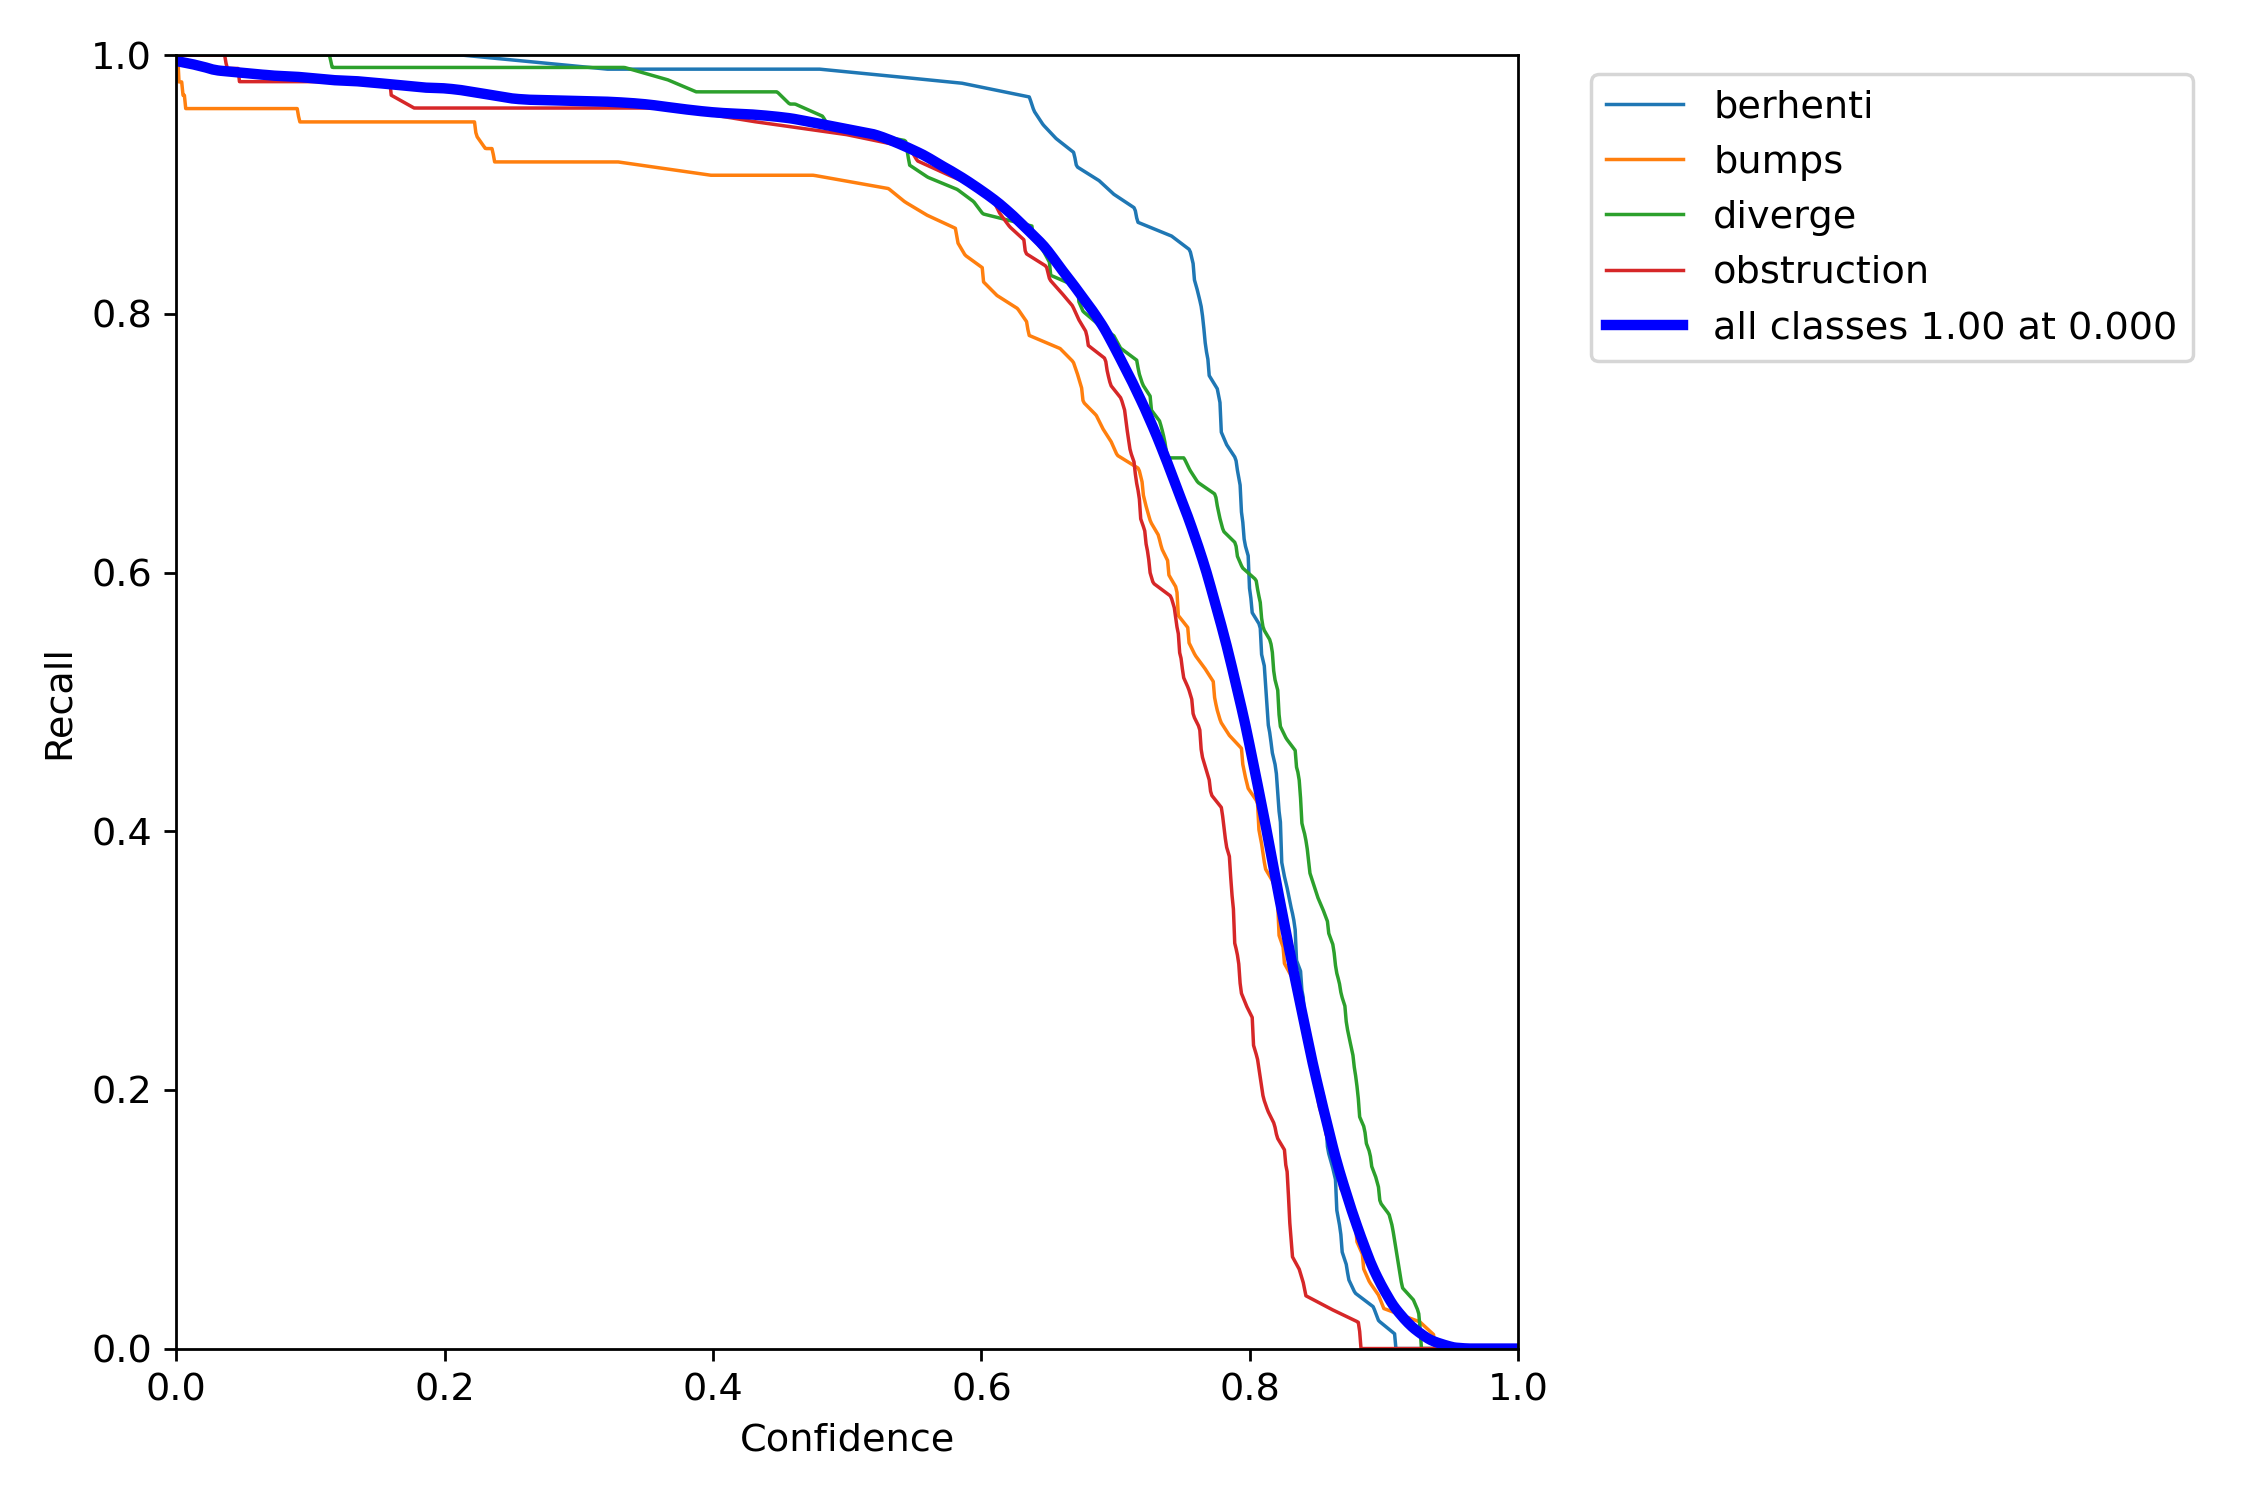 1.0
0.8
0.6
0.4
0.2
0.0
Recall
0.0 0.2 0.4 0.6 0.8 1.0
Confidence
berhenti
bumps
diverge
obstruction
all classes 1.00 at 0.000